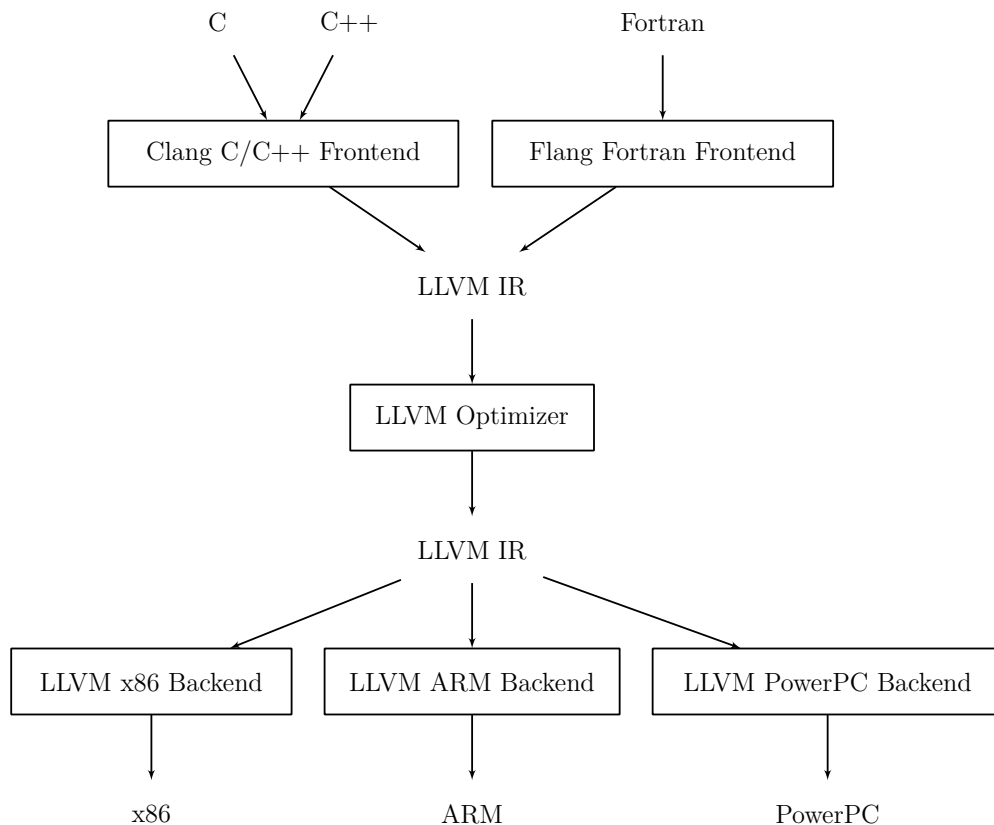 C C++ Fortran
Clang C/C++ Frontend Flang Fortran Frontend
LLVM IR
LLVM Optimizer
LLVM IR
LLVM x86 Backend LLVM ARM Backend LLVM PowerPC Backend
x86 ARM PowerPC